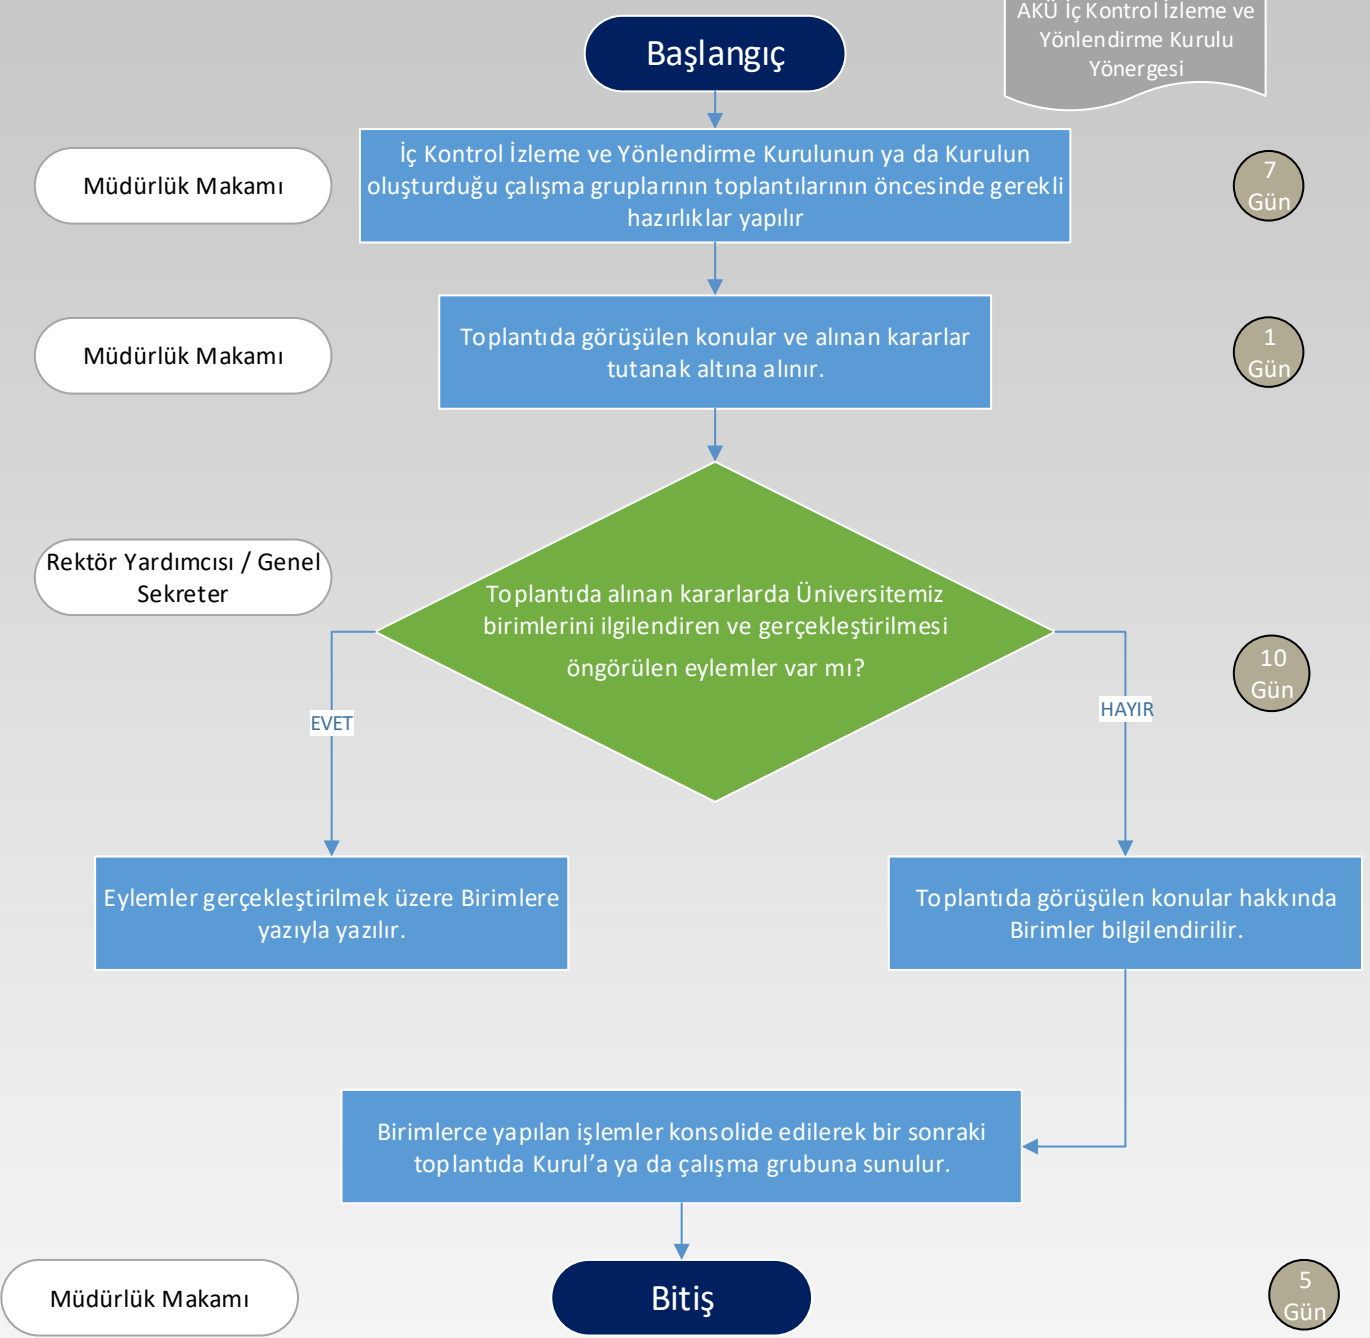 AKÜ İç Kontrol İzleme ve
Yönlendirme Kurulu
Yönergesi
Başlangıç
Müdürlük Makamı
İç Kontrol İzleme ve Yönlendirme Kurulunun ya da Kurulun
oluşturduğu çalışma gruplarının toplantılarının öncesinde gerekli
hazırlıklar yapılır
7
Gün
Müdürlük Makamı
Toplantıda görüşülen konular ve alınan kararlar
tutanak altına alınır.
1
Gün
Rektör Yardımcısı / Genel
Sekreter
Toplantıda alınan kararlarda Üniversitemiz
birimlerini ilgilendiren ve gerçekleştirilmesi
öngörülen eylemler var mı?
10
Gün
EVET
HAYIR
Eylemler gerçekleştirilmek üzere Birimlere
yazıyla yazılır.
Toplantıda görüşülen konular hakkında
Birimler bilgilendirilir.
Birimlerce yapılan işlemler konsolide edilerek bir sonraki
toplantıda Kurul’a ya da çalışma grubuna sunulur.
Müdürlük Makamı
Bitiş
5
Gün